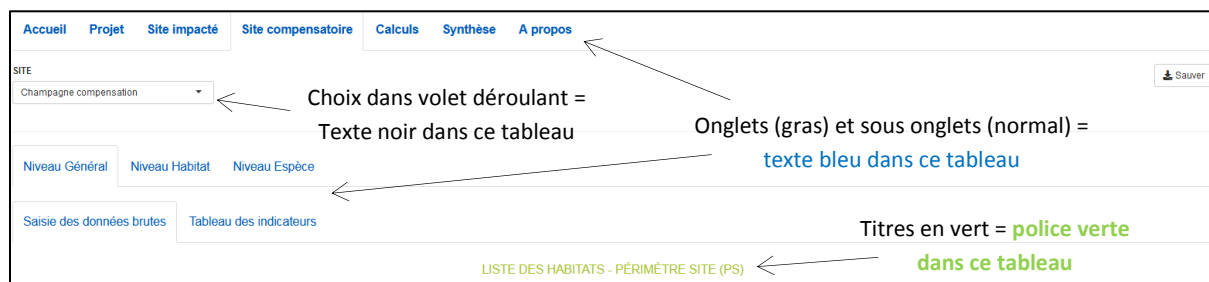 Accueil Projet Site impacté Site compensatoire Calculs Synthèse A propos
SITE
Champagne compensation
Sauver
Choix dans volet déroulant =
Texte noir dans ce tableau
Onglets (gras) et sous onglets (normal) =
texte bleu dans ce tableau
Niveau Général Niveau Habitat Niveau Espèce
Saisie des données brutes Tableau des indicateurs
Titres en vert = police verte
dans ce tableau
LISTE DES HABITATS - PÉRIMÈTRE SITE (PS)